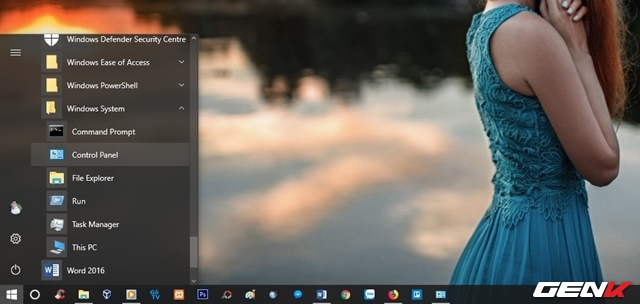 Windows Defender Security Centre
Windows Ease of Access
Windows PowerShell
Windows System
Command Prompt
Control Panel
File Explorer
Run
Task Manager
This PC
Word 2016
GENK